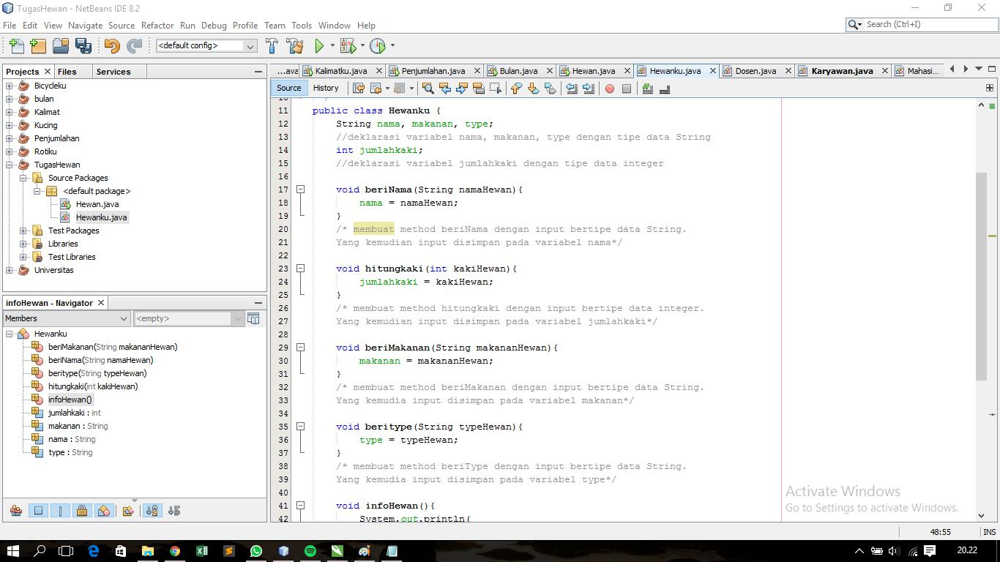 TugasHewan - NetBeans IDE 8.2
File Edit View Navigate Source Refactor Run Debug Profile Team Tools Window Help
Search (Ctrl+I)
<default config>
Projects Files Services
Bicycleku
bulan
Kalimat
Kucing
Penjumlahan
Rotiku
TugasHewan
Source Packages
<default package>
Hewan.java
Hewanku.java
Test Packages
Libraries
Test Libraries
Universitas
infoHewan - Navigator
Members <empty>
Hewanku
beriMakanan(String makananHewan)
beriNama(String namaHewan)
beritype(String typeHewan)
hitungkaki(int kakiHewan)
infoHewan()
jumlahkaki : int
makanan : String
nama : String
type : String
...ava Kalimatku.java Penjumlahan.java Bulan.java Hewan.java Hewanku.java Dosen.java Karyawan.java Mahasi...
Source History
10 */
11 public class Hewanku {
12 String nama, makanan, type;
13 //deklarasi variabel nama, makanan, type dengan tipe data String
14 int jumlahkaki;
15 //deklarasi variabel jumlahkaki dengan tipe data integer
16
17 void beriNama(String namaHewan){
18 nama = namaHewan;
19 }
20 /* membuat method beriNama dengan input bertipe data String.
21 Yang kemudian input disimpan pada variabel nama*/
22
23 void hitungkaki(int kakiHewan){
24 jumlahkaki = kakiHewan;
25 }
26 /* membuat method hitungkaki dengan input bertipe data integer.
27 Yang kemudian input disimpan pada variabel jumlahkaki*/
28
29 void beriMakanan(String makananHewan){
30 makanan = makananHewan;
31 }
32 /* membuat method beriMakanan dengan input bertipe data String.
33 Yang kemudia input disimpan pada variabel makanan*/
34
35 void beritype(String typeHewan){
36 type = typeHewan;
37 }
38 /* membuat method beriType dengan input bertipe data String.
39 Yang kemudia input disimpan pada variabel type*/
40
41 void infoHewan(){
42 System.out.println(
Activate Windows
Go to Settings to activate Windows.
48:55 INS
20.22